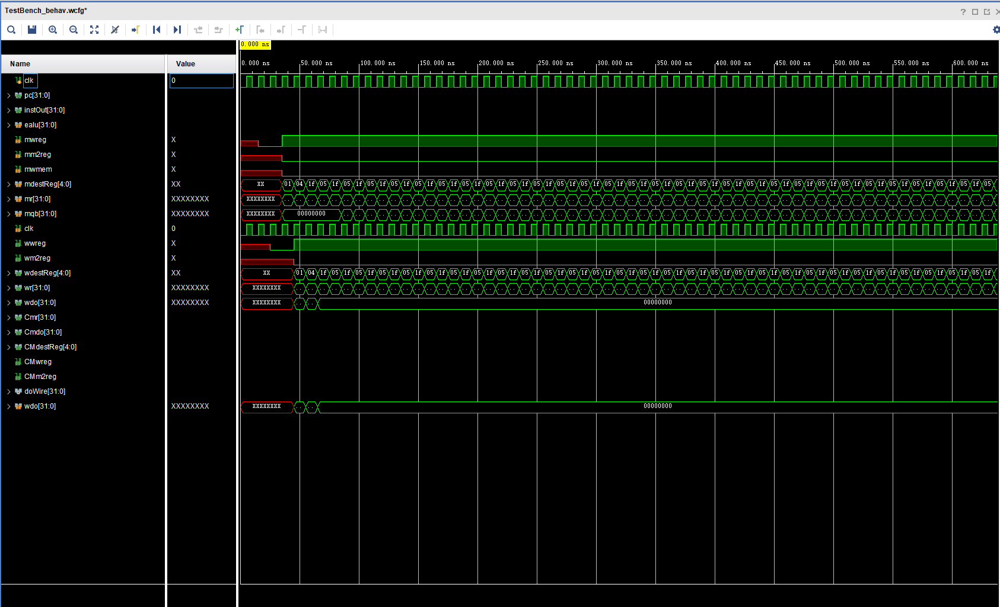 TestBench_behav.wcfg*
0.000 ns
Name Value
0.000 ns 50.000 ns 100.000 ns 150.000 ns 200.000 ns 250.000 ns 300.000 ns 350.000 ns 400.000 ns 450.000 ns 500.000 ns 550.000 ns 600.000 ns
clk 0
pc[31:0]
instOut[31:0]
ealu[31:0]
mwreg X
mm2reg X
mwmem X
mdestReg[4:0] XX XX 01 04 1f 05 1f 05 1f 05 1f 05 1f 05 1f 05 1f 05 1f 05 1f 05 1f 05 1f 05 1f 05 1f 05 1f 05 1f 05 1f 05 1f 05 1f 05 1f 05 1f 05 1f 05 1f 05 1f 05 1f 05 1f 05 1f 05 1f 05 1f 05 1f 05 1f 05 1f 05 1f 05
mr[31:0] XXXXXXXX XXXXXXXX
mqb[31:0] XXXXXXXX XXXXXXXX 00000000
clk 0
wwreg X
wm2reg X
wdestReg[4:0] XX XX 01 04 1f 05 1f 05 1f 05 1f 05 1f 05 1f 05 1f 05 1f 05 1f 05 1f 05 1f 05 1f 05 1f 05 1f 05 1f 05 1f 05 1f 05 1f 05 1f 05 1f 05 1f 05 1f 05 1f 05 1f 05 1f 05 1f 05 1f 05 1f
wr[31:0] XXXXXXXX XXXXXXXX
wdo[31:0] XXXXXXXX XXXXXXXX 00000000
Cmr[31:0]
Cmdo[31:0]
CMdestReg[4:0]
CMwreg
CMm2reg
doWire[31:0]
wdo[31:0] XXXXXXXX XXXXXXXX 00000000